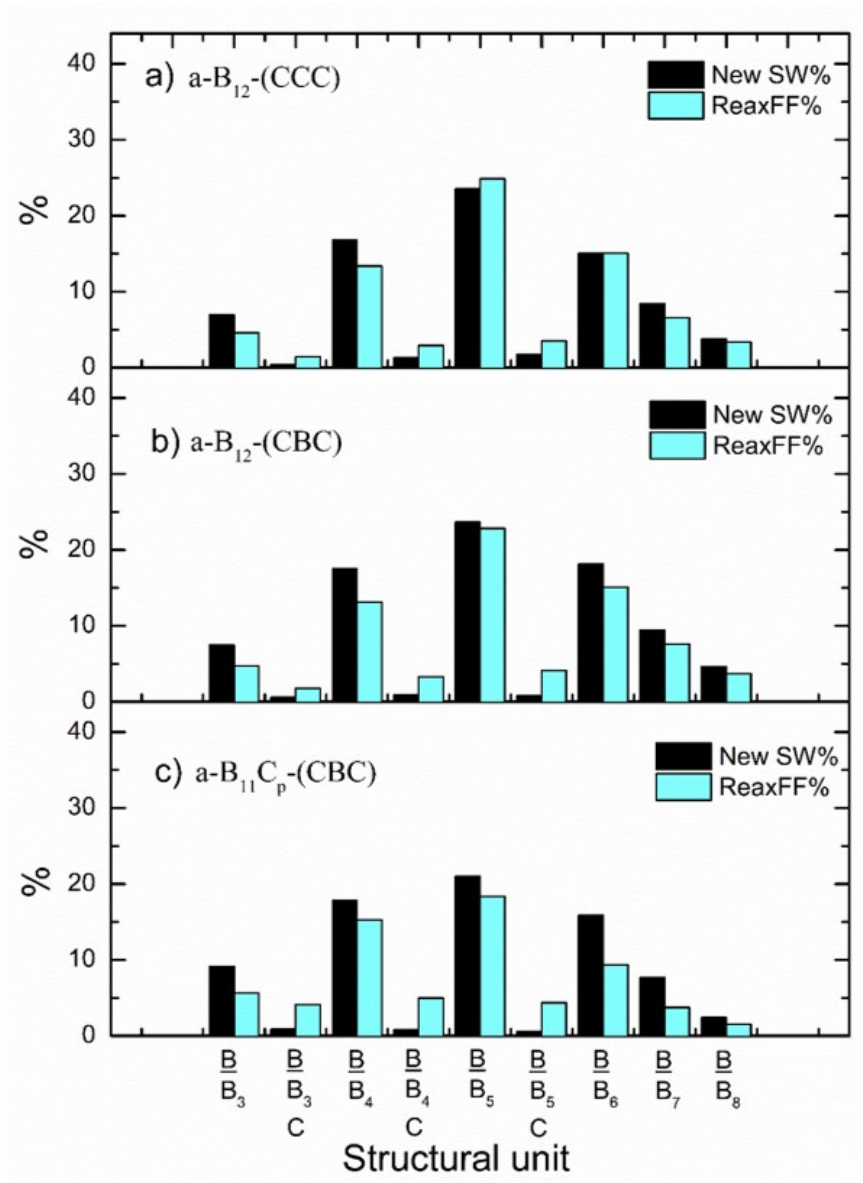 a) a-B₁₂-(CCC)
New SW%
ReaxFF%
40
30
20
10
0
%
b) a-B₁₂-(CBC)
New SW%
ReaxFF%
40
30
20
10
0
%
c) a-B₁₁Cₚ-(CBC)
New SW%
ReaxFF%
40
30
20
10
0
%
B B B B B B B B B
B₃ B₃ B₄ B₄ B₅ B₅ B₆ B₇ B₈
C C C
Structural unit